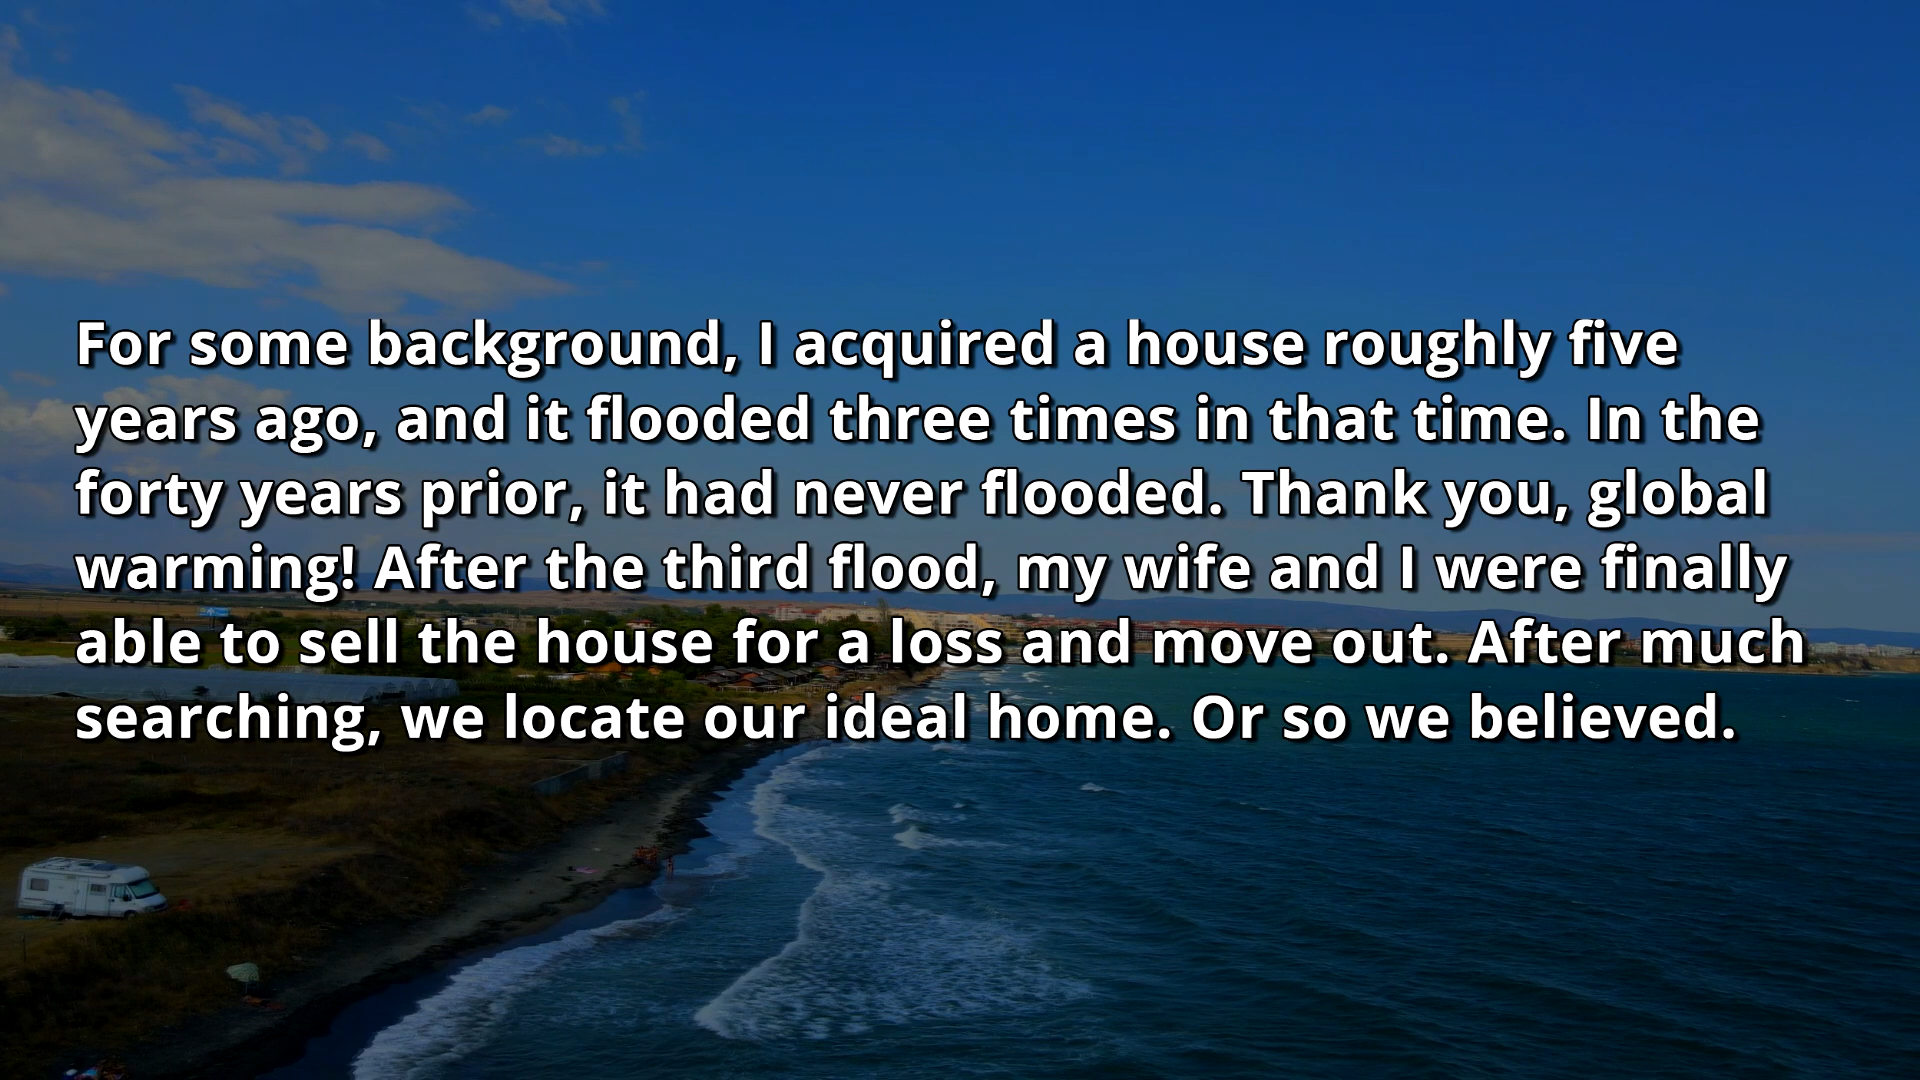 For some background, I acquired a house roughly five
years ago, and it flooded three times in that time. In the
forty years prior, it had never flooded. Thank you, global
warming! After the third flood, my wife and I were finally
able to sell the house for a loss and move out. After much
searching, we locate our ideal home. Or so we believed.